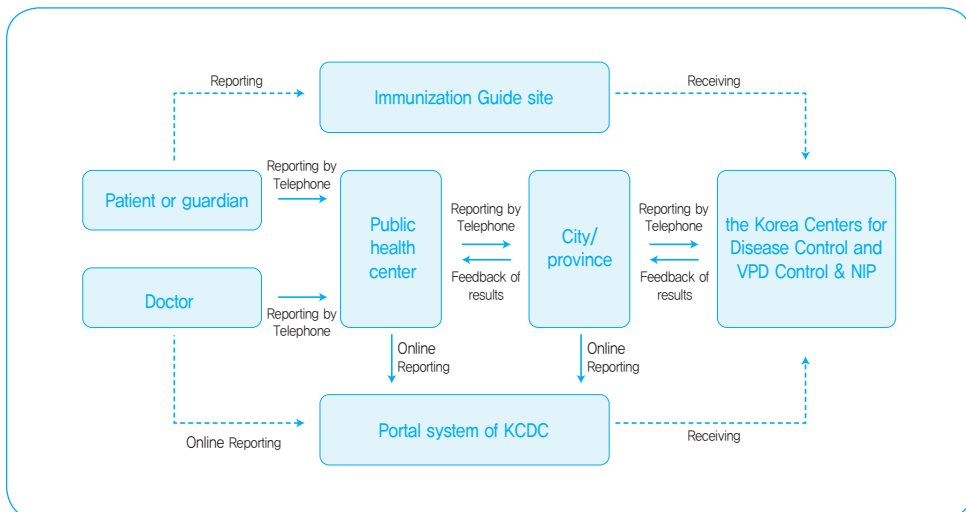 Reporting
Immunization Guide site
Receiving
Patient or guardian
Reporting by
Telephone
Public
health
center
Reporting by
Telephone
Feedback of
results
City/
province
Reporting by
Telephone
Feedback of
results
the Korea Centers for
Disease Control and
VPD Control & NIP
Doctor
Reporting by
Telephone
Online
Reporting
Online
Reporting
Online Reporting
Portal system of KCDC
Receiving